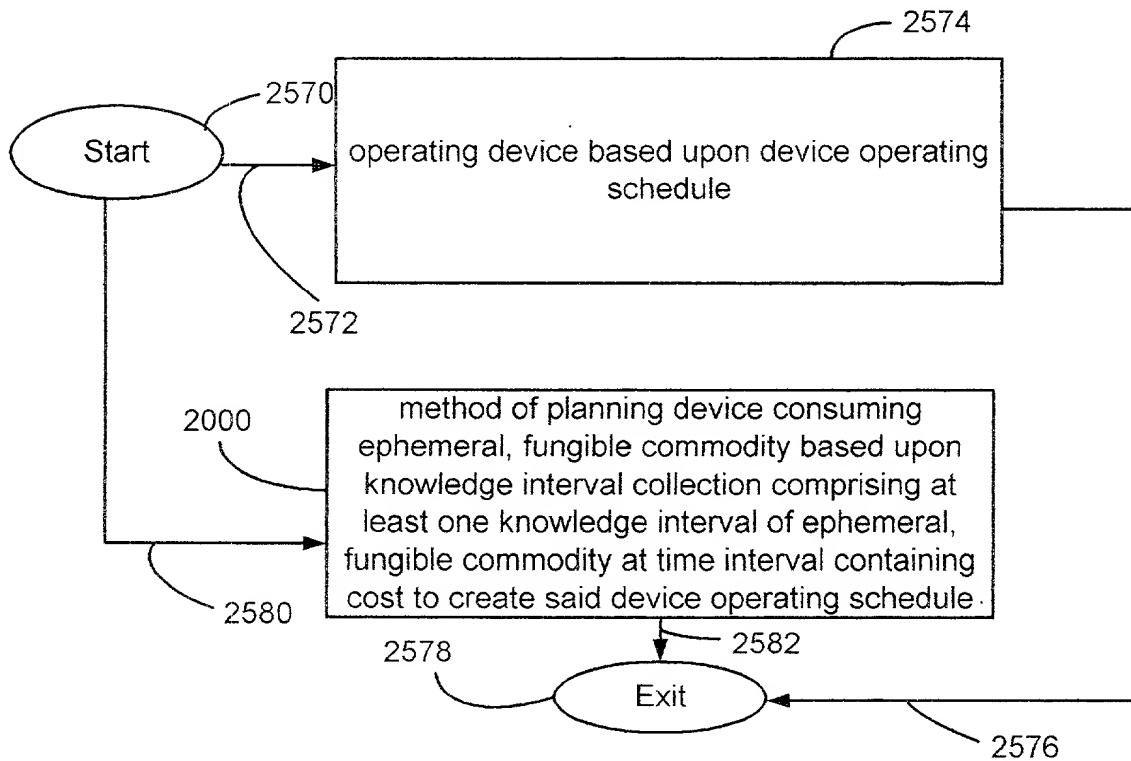 2574
2570
Start
operating device based upon device operating
schedule
2572
2000
method of planning device consuming
ephemeral, fungible commodity based upon
knowledge interval collection comprising at
least one knowledge interval of ephemeral,
fungible commodity at time interval containing
cost to create said device operating schedule
2580
2582
2578
Exit
2576